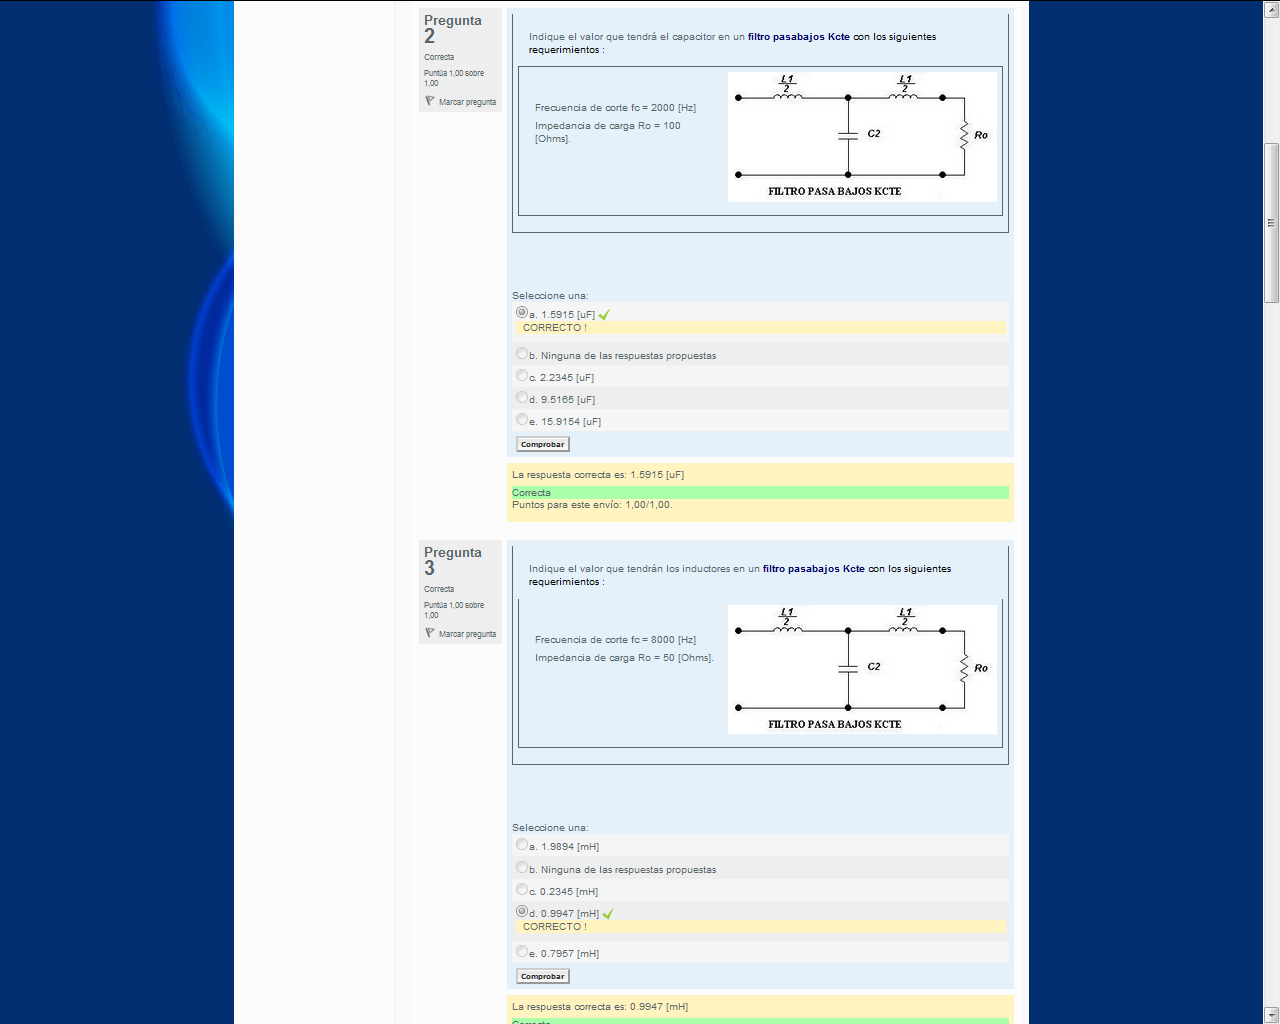 Pregunta
2
Correcta
Puntúa 1,00 sobre
1,00
Marcar pregunta
Indique el valor que tendrá el capacitor en un filtro pasabajos Kcte con los siguientes
requerimientos :
Frecuencia de corte fc = 2000 [Hz]
Impedancia de carga Ro = 100
[Ohms].
L1
2
L1
2
C2
Ro
FILTRO PASA BAJOS KCTE
Seleccione una:
a. 1.5915 [uF]
CORRECTO !
b. Ninguna de las respuestas propuestas
c. 2.2345 [uF]
d. 9.5165 [uF]
e. 15.9154 [uF]
Comprobar
La respuesta correcta es: 1.5915 [uF]
Correcta
Puntos para este envío: 1,00/1,00.
Pregunta
3
Correcta
Puntúa 1,00 sobre
1,00
Marcar pregunta
Indique el valor que tendrán los inductores en un filtro pasabajos Kcte con los siguientes
requerimientos :
Frecuencia de corte fc = 8000 [Hz]
Impedancia de carga Ro = 50 [Ohms].
L1
2
L1
2
C2
Ro
FILTRO PASA BAJOS KCTE
Seleccione una:
a. 1.9894 [mH]
b. Ninguna de las respuestas propuestas
c. 0.2345 [mH]
d. 0.9947 [mH]
CORRECTO !
e. 0.7957 [mH]
Comprobar
La respuesta correcta es: 0.9947 [mH]
Correcta